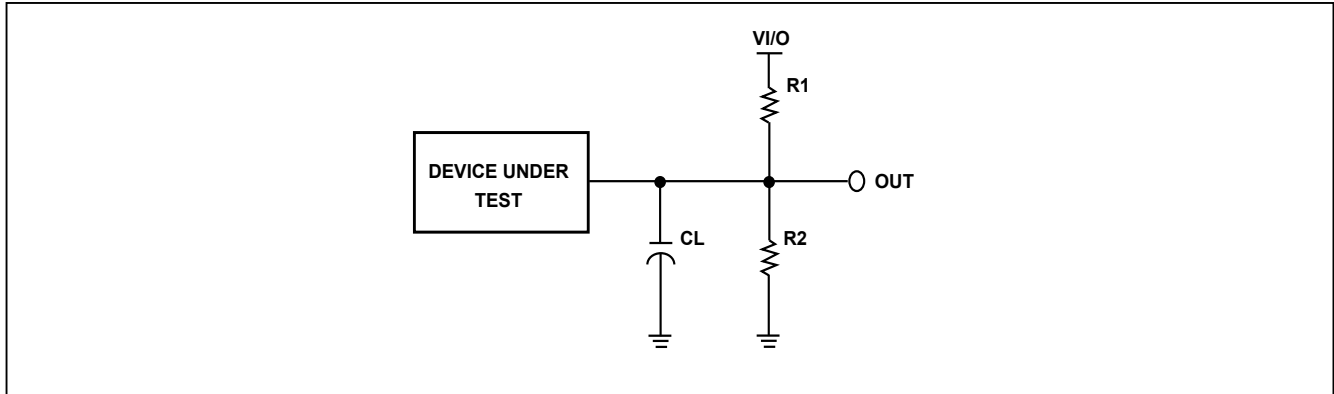 VI/O
R1
DEVICE UNDER
TEST
OUT
CL
R2